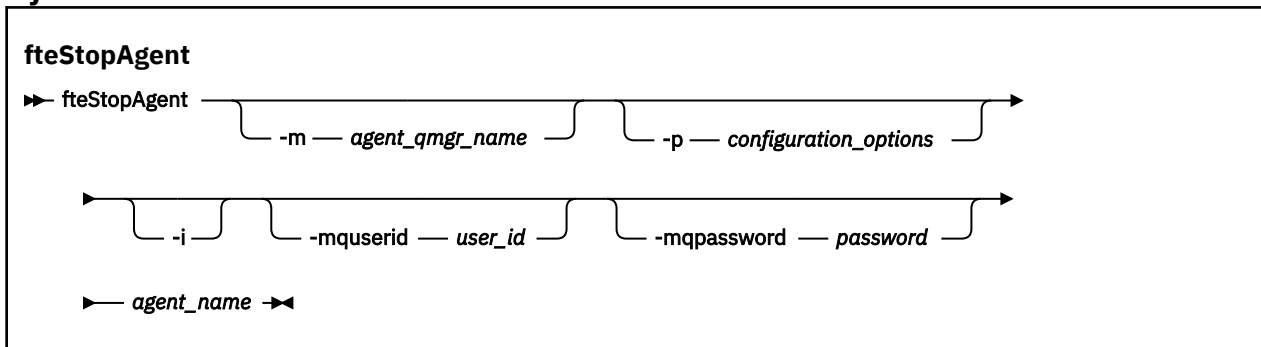 fteStopAgent
fteStopAgent
-m agent_qmgr_name -p configuration_options
-i -mquserid user_id -mqpassword password
agent_name